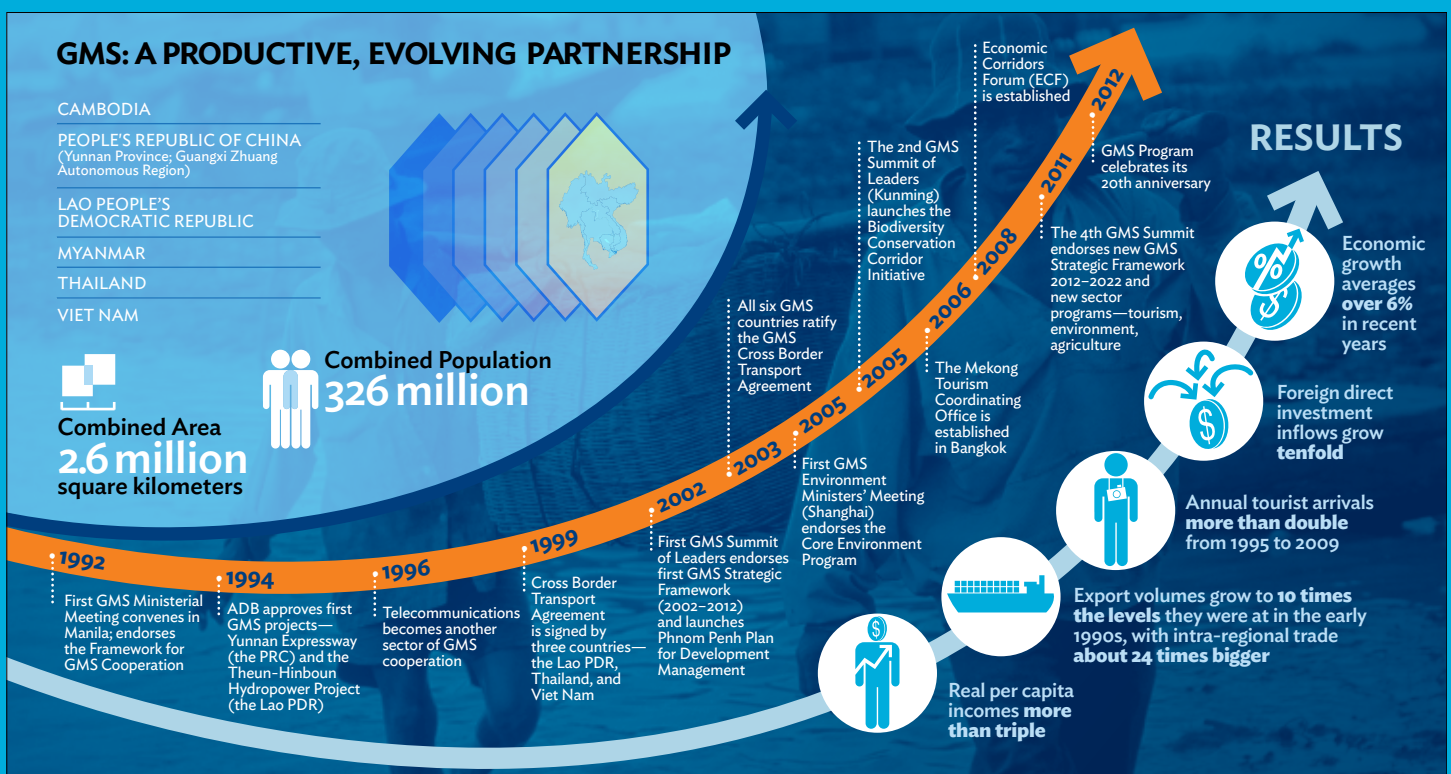 GMS: A PRODUCTIVE, EVOLVING PARTNERSHIP
CAMBODIA
PEOPLE'S REPUBLIC OF CHINA
(Yunnan Province; Guangxi Zhuang
Autonomous Region)
LAO PEOPLE'S
DEMOCRATIC REPUBLIC
MYANMAR
THAILAND
VIET NAM
Combined Population
326 million
Combined Area
2.6 million
square kilometers
1992
First GMS Ministerial
Meeting convenes in
Manila; endorses
the Framework for
GMS Cooperation
1994
ADB approves first
GMS projects—
Yunnan Expressway
(the PRC) and the
Theun-Hinboun
Hydropower Project
(the Lao PDR)
1996
Telecommunications
becomes another
sector of GMS
cooperation
1999
Cross Border
Transport
Agreement
is signed by
three countries—
the Lao PDR,
Thailand, and
Viet Nam
2002
First GMS Summit
of Leaders endorses
first GMS Strategic
Framework
(2002–2012)
and launches
Phnom Penh Plan
for Development
Management
2003
All six GMS
countries ratify
the GMS
Cross Border
Transport
Agreement
2005
First GMS
Environment
Ministers' Meeting
(Shanghai)
endorses the
Core Environment
Program
2005
The 2nd GMS
Summit of
Leaders
(Kunming)
launches the
Biodiversity
Conservation
Corridor
Initiative
2006
The Mekong
Tourism
Coordinating
Office is
established
in Bangkok
2008
Economic
Corridors
Forum (ECF)
is established
2011
The 4th GMS Summit
endorses new GMS
Strategic Framework
2012–2022 and
new sector
programs—tourism,
environment,
agriculture
2012
GMS Program
celebrates its
20th anniversary
RESULTS
Economic
growth
averages
over 6%
in recent
years
%
$
Foreign direct
investment
inflows grow
tenfold
$
Annual tourist arrivals
more than double
from 1995 to 2009
Export volumes grow to 10 times
the levels they were at in the early
1990s, with intra-regional trade
about 24 times bigger
$
Real per capita
incomes more
than triple